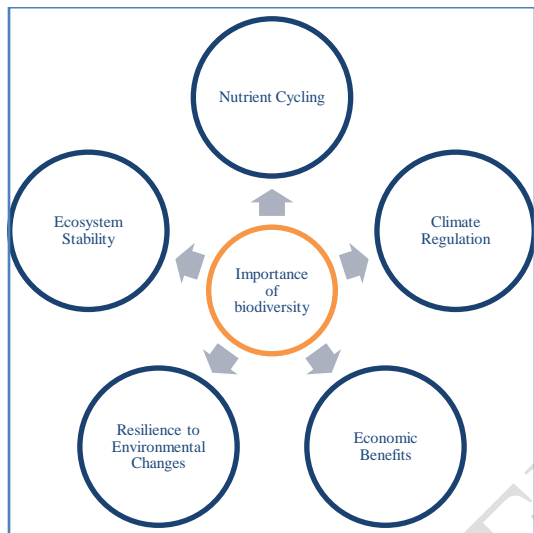 Nutrient Cycling
Ecosystem
Stability
Climate
Regulation
Importance
of
biodiversity
Resilience to
Environmental
Changes
Economic
Benefits